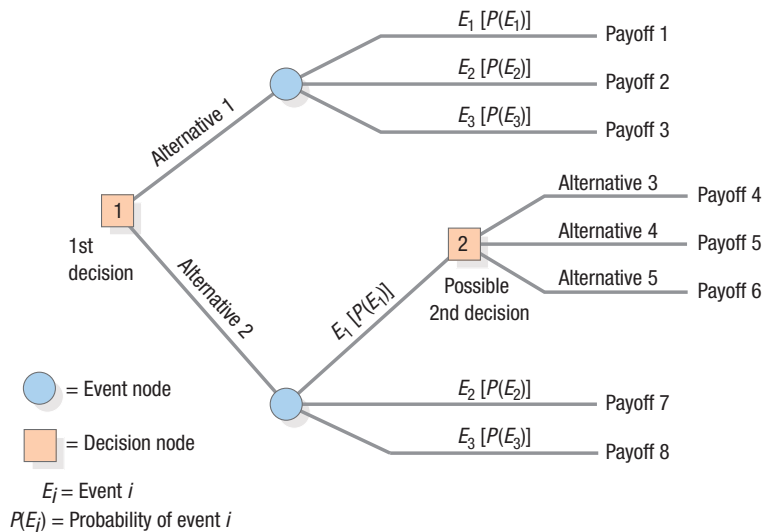 E₁ [P(E₁)]
Payoff 1
E₂ [P(E₂)]
Payoff 2
E₃ [P(E₃)]
Payoff 3
Alternative 1
1
1st
decision
Alternative 2
Alternative 3
Payoff 4
2
Alternative 4
Payoff 5
Alternative 5
Payoff 6
Possible
2nd decision
E₁ [P(E₁)]
E₂ [P(E₂)]
Payoff 7
E₃ [P(E₃)]
Payoff 8
= Event node
= Decision node
Eᵢ = Event i
P(Eᵢ) = Probability of event i